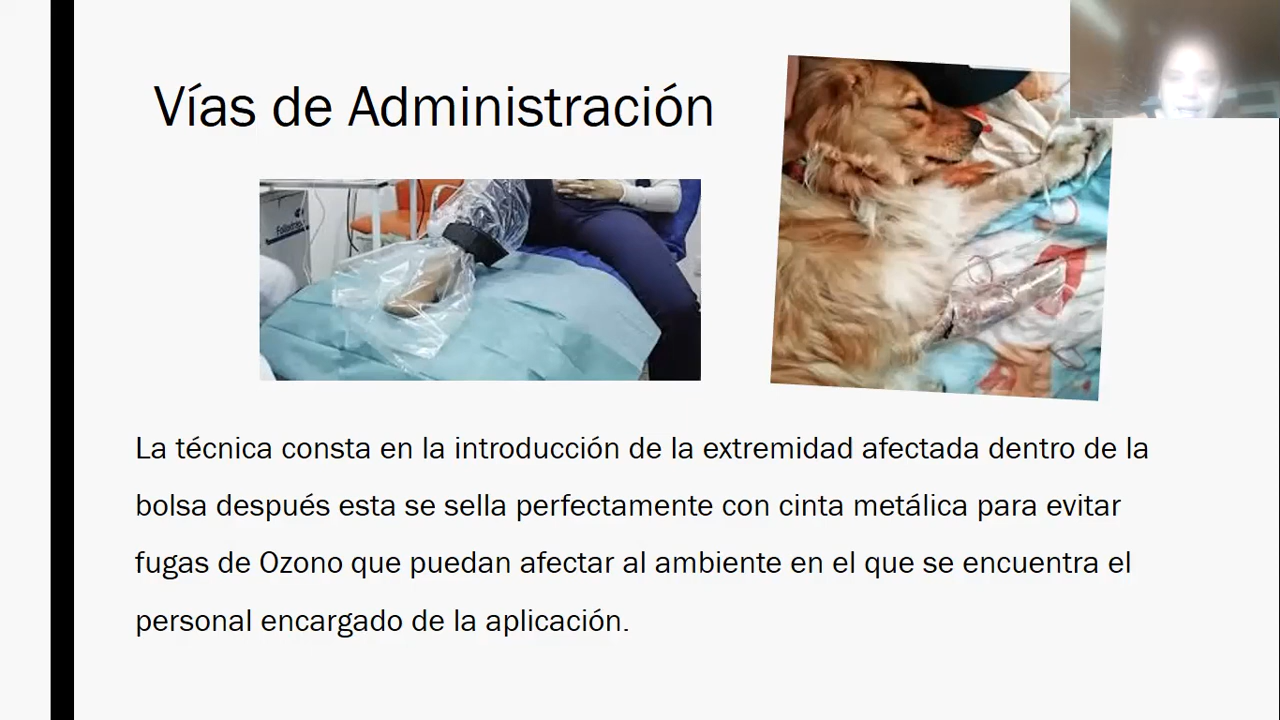 Vías de Administración
La técnica consta en la introducción de la extremidad afectada dentro de la
bolsa después esta se sella perfectamente con cinta metálica para evitar
fugas de Ozono que puedan afectar al ambiente en el que se encuentra el
personal encargado de la aplicación.